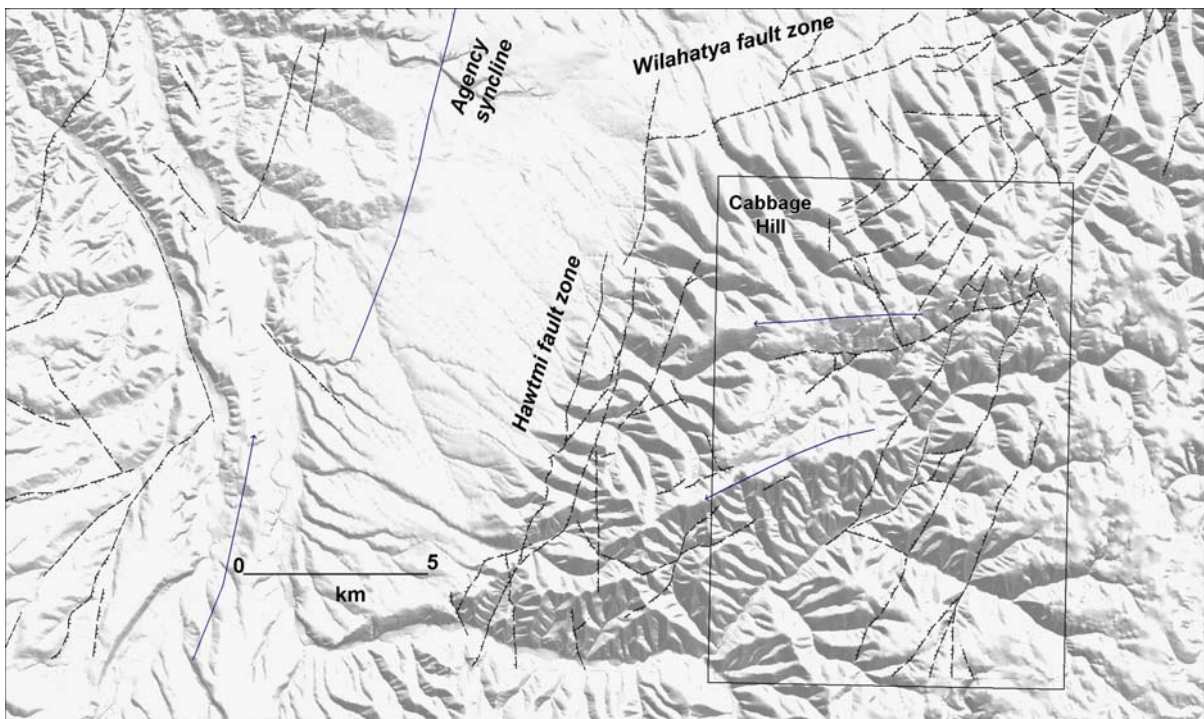 Wilahatya fault zone
Agency
syncline
Cabbage
Hill
Hawtmi fault zone
0
5
km